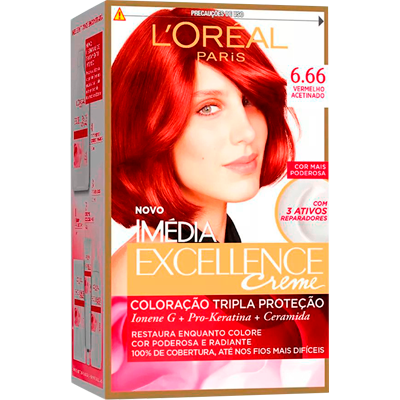 PRECAUÇÕES DE USO
L'ORÉAL
PARIS
6.66
VERMELHO
ACETINADO
COR MAIS
PODEROSA
COM
3 ATIVOS
REPARADORES
NOVO
IMÉDIA
EXCELLENCE
Creme
COLORAÇÃO TRIPLA PROTEÇÃO
Ionene G + Pro-Keratina + Ceramida
RESTAURA ENQUANTO COLORE
COR PODEROSA E RADIANTE
100% DE COBERTURA, ATÉ NOS FIOS MAIS DIFÍCEIS